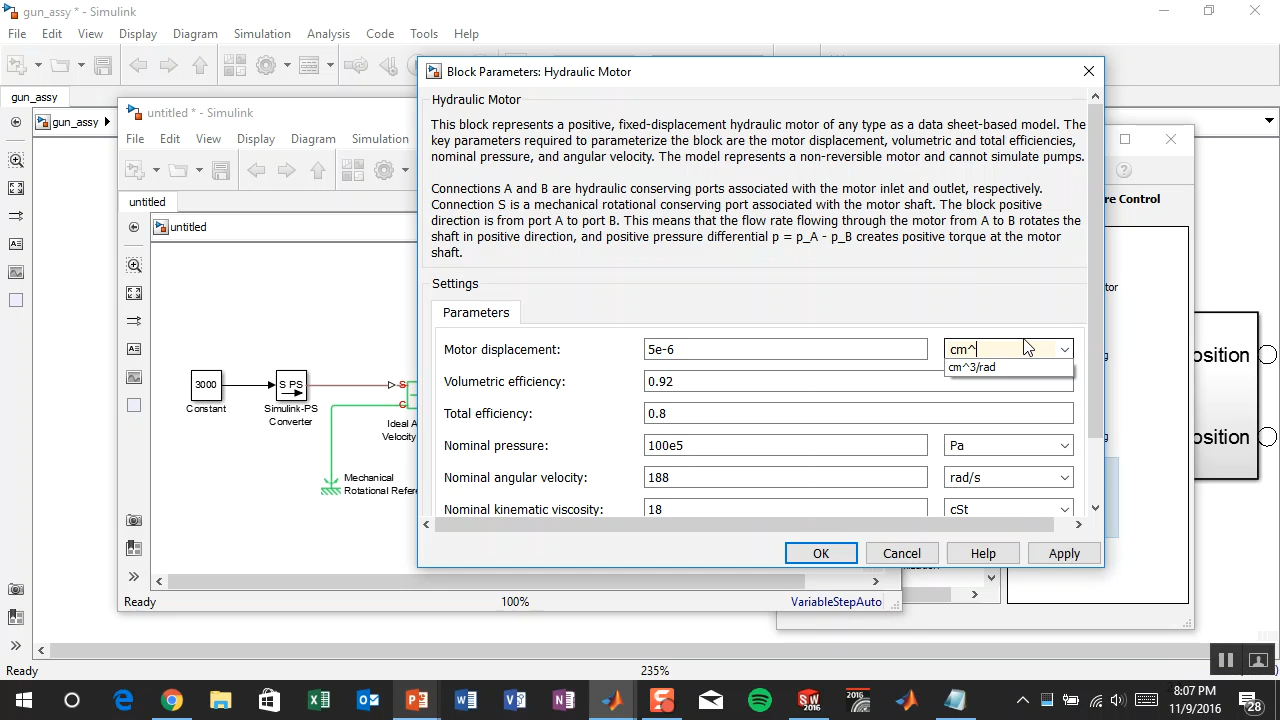 gun_assy * - Simulink
File Edit View Display Diagram Simulation Analysis Code Tools Help
gun_assy
gun_assy
untitled * - Simulink
File Edit View Display Diagram Simulation
untitled
untitled
3000
Constant
S PS
Simulink-PS
Converter
S
C
Ideal A
Velocity
Mechanical
Rotational Refere
Ready
100%
VariableStepAuto
Block Parameters: Hydraulic Motor
Hydraulic Motor
This block represents a positive, fixed-displacement hydraulic motor of any type as a data sheet-based model. The
key parameters required to parameterize the block are the motor displacement, volumetric and total efficiencies,
nominal pressure, and angular velocity. The model represents a non-reversible motor and cannot simulate pumps.
Connections A and B are hydraulic conserving ports associated with the motor inlet and outlet, respectively.
Connection S is a mechanical rotational conserving port associated with the motor shaft. The block positive
direction is from port A to port B. This means that the flow rate flowing through the motor from A to B rotates the
shaft in positive direction, and positive pressure differential p = p_A - p_B creates positive torque at the motor
shaft.
Settings
Parameters
Motor displacement: 5e-6 cm^
cm^3/rad
Volumetric efficiency: 0.92
Total efficiency: 0.8
Nominal pressure: 100e5 Pa
Nominal angular velocity: 188 rad/s
Nominal kinematic viscosity: 18 cSt
OK Cancel Help Apply
re Control
tor
osition
osition
Ready
235%
8:07 PM
11/9/2016
28